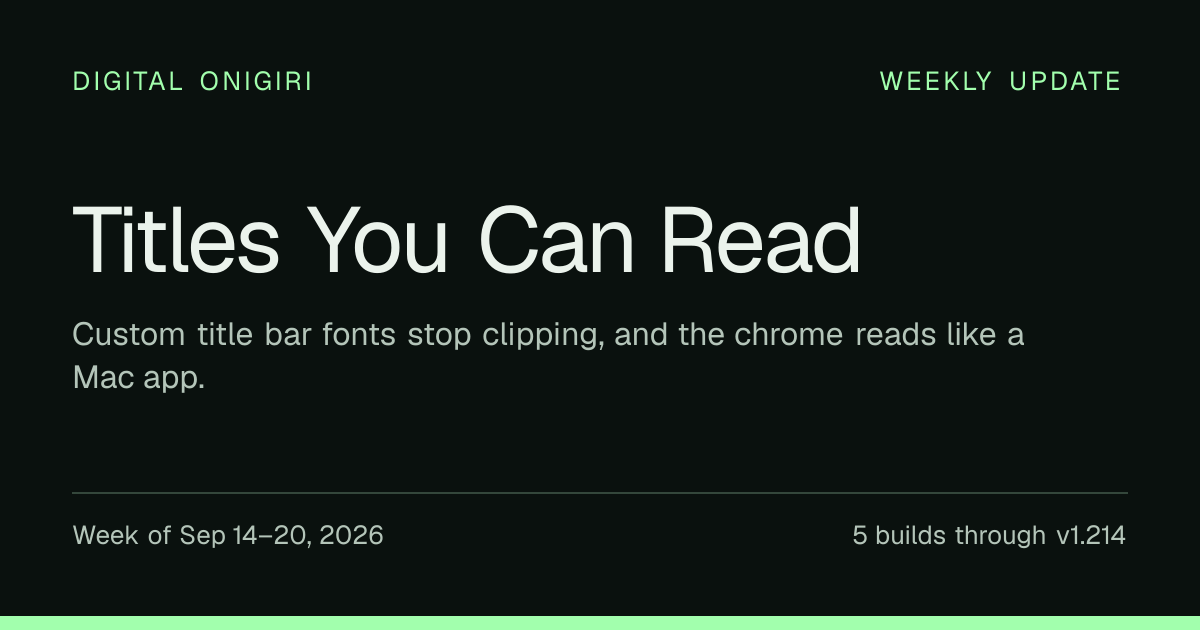 DIGITAL ONIGIRI
WEEKLY UPDATE
Titles You Can Read
Custom title bar fonts stop clipping, and the chrome reads like a
Mac app.
Week of Sep 14–20, 2026
5 builds through v1.214